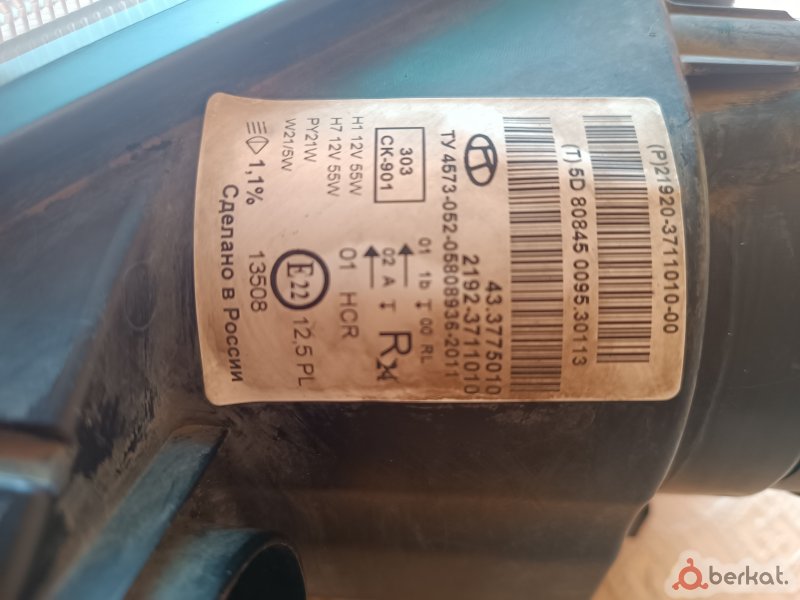 (P)21920-3711010-00
(T) 5D 80845 0095.30113
43.3775010
2192-3711010
ТУ 4573-052-05808936-2011
303
СК-901
01 1b I 00 RL
02 A I R
H1 12V 55W
H7 12V 55W
01 HCR
PY21W
W21/5W
E 22
12,5 PL
1,1%
13508
Сделано в России
berkat.